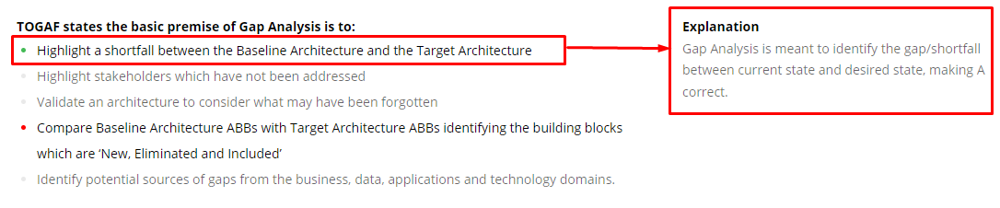 TOGAF states the basic premise of Gap Analysis is to:
Highlight a shortfall between the Baseline Architecture and the Target Architecture
Highlight stakeholders which have not been addressed
Validate an architecture to consider what may have been forgotten
Compare Baseline Architecture ABBs with Target Architecture ABBs identifying the building blocks
which are ‘New, Eliminated and Included’
Identify potential sources of gaps from the business, data, applications and technology domains.
Explanation
Gap Analysis is meant to identify the gap/shortfall
between current state and desired state, making A
correct.